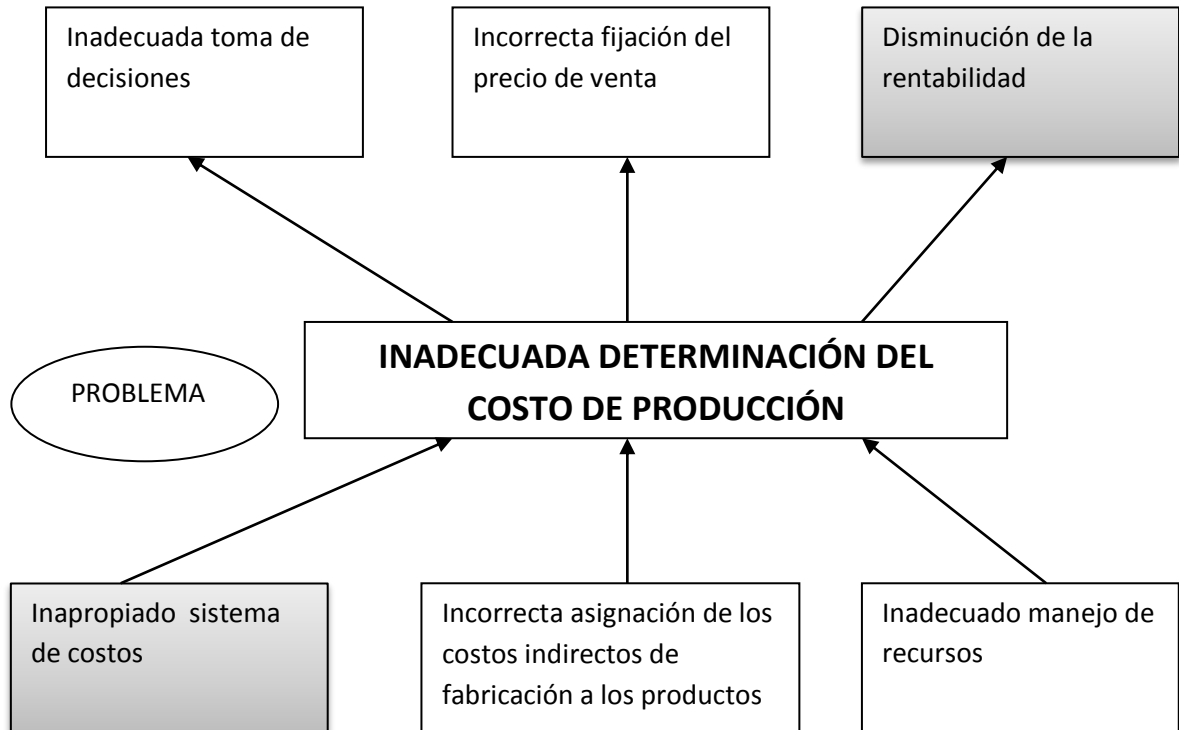 Inadecuada toma de
decisiones
Incorrecta fijación del
precio de venta
Disminución de la
rentabilidad
INADECUADA DETERMINACIÓN DEL
COSTO DE PRODUCCIÓN
PROBLEMA
Inapropiado sistema
de costos
Incorrecta asignación de los
costos indirectos de
fabricación a los productos
Inadecuado manejo de
recursos